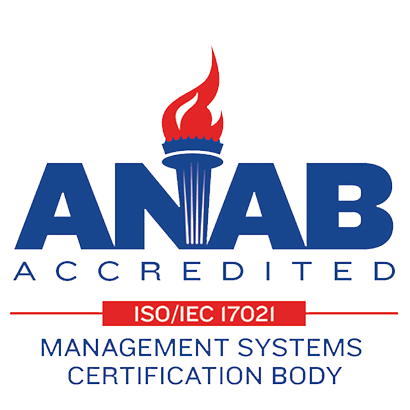 ANAB
ACCREDITED
ISO/IEC 17021
MANAGEMENT SYSTEMS
CERTIFICATION BODY